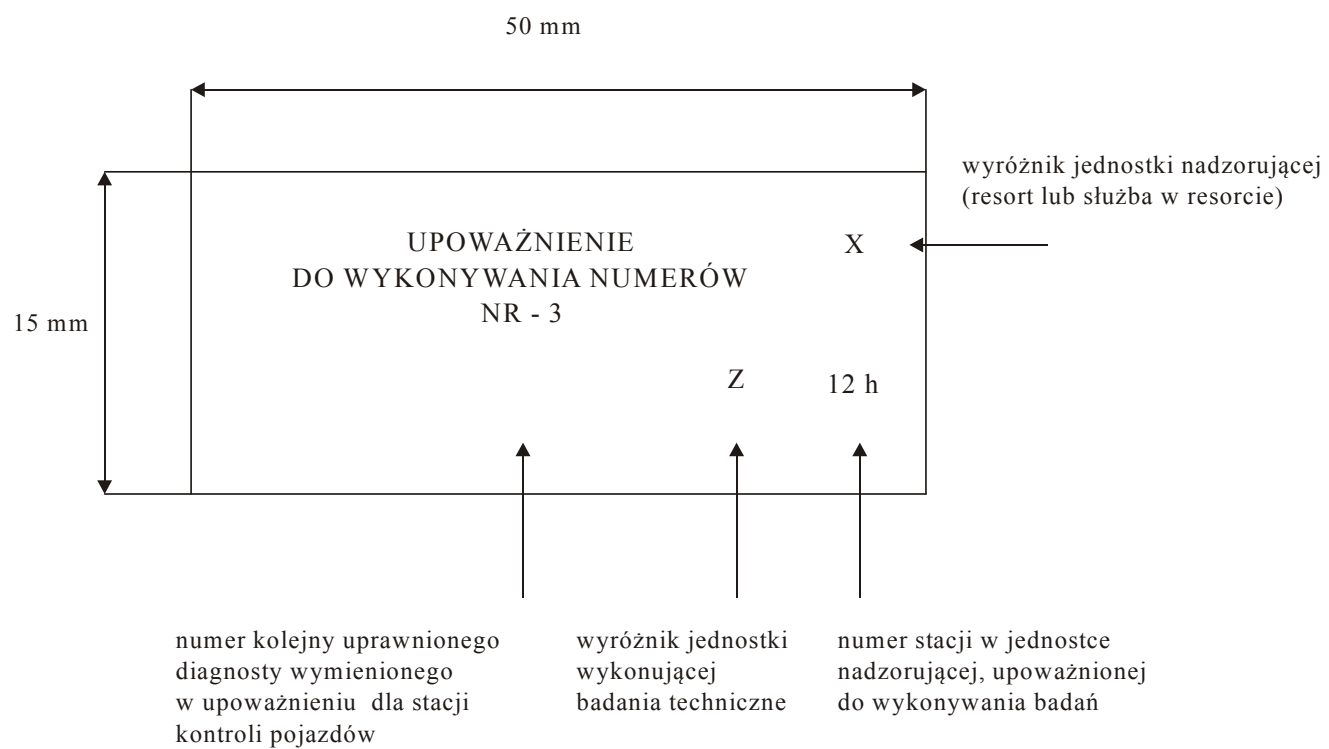 50 mm
wyróżnik jednostki nadzorującej
(resort lub służba w resorcie)
UPOWAŻNIENIE
X
DO WYKONYWANIA NUMERÓW
NR - 3
15 mm
Z
12 h
numer kolejny uprawnionego
diagnosty wymienionego
w upoważnieniu dla stacji
kontroli pojazdów
wyróżnik jednostki
wykonującej
badania techniczne
numer stacji w jednostce
nadzorującej, upoważnionej
do wykonywania badań